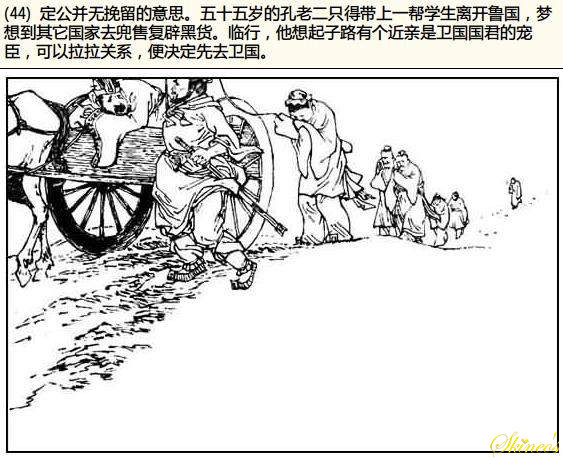 (44) 定公并无挽留的意思。五十五岁的孔老二只得带上一帮学生离开鲁国，梦
想到其它国家去兜售复辟黑货。临行，他想起子路有个近亲是卫国国君的宠
臣，可以拉拉关系，便决定先去卫国。
Skineo's